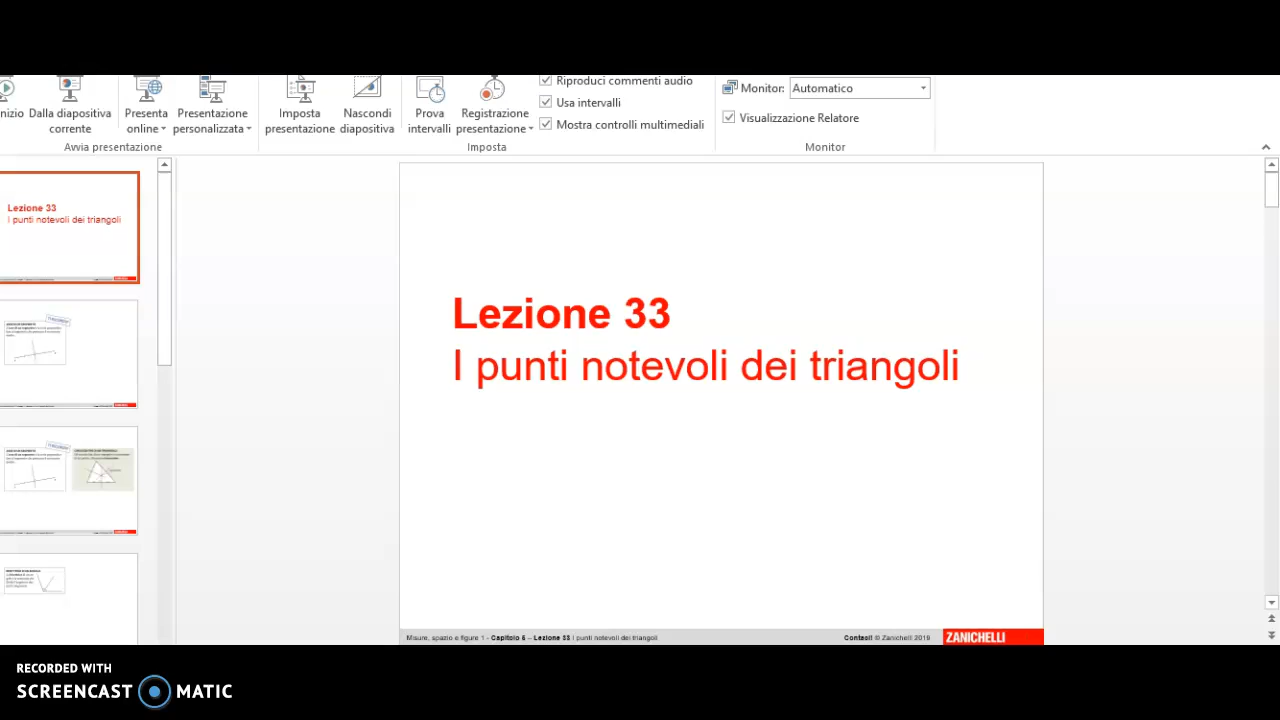 Riproduci commenti audio
Monitor: Automatico
nizio
Dalla diapositiva
corrente
Presenta
online
Presentazione
personalizzata
Imposta
presentazione
Nascondi
diapositiva
Prova
intervalli
Registrazione
presentazione
Usa intervalli
Mostra controlli multimediali
Visualizzazione Relatore
Avvia presentazione
Imposta
Monitor
Lezione 33
I punti notevoli dei triangoli
Lezione 33
I punti notevoli dei triangoli
Misure, spazio e figure 1 - Capitolo 6 – Lezione 33 I punti notevoli dei triangoli
Contaci! © Zanichelli 2019
ZANICHELLI
RECORDED WITH
SCREENCAST MATIC